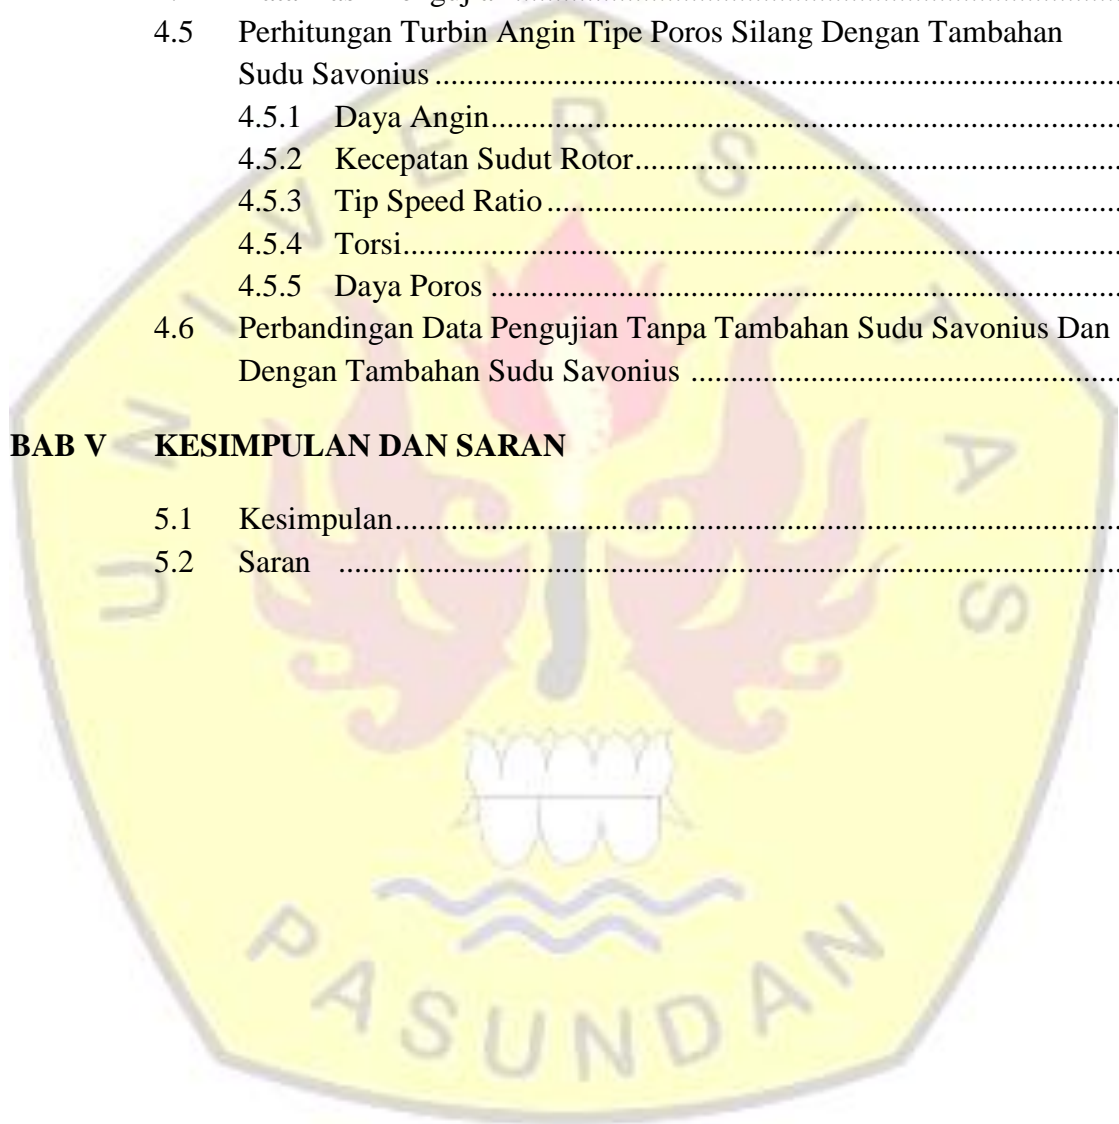 4.5 Perhitungan Turbin Angin Tipe Poros Silang Dengan Tambahan
Sudu Savonius
4.5.1 Daya Angin
4.5.2 Kecepatan Sudut Rotor
4.5.3 Tip Speed Ratio
4.5.4 Torsi
4.5.5 Daya Poros
4.6 Perbandingan Data Pengujian Tanpa Tambahan Sudu Savonius Dan
Dengan Tambahan Sudu Savonius
BAB V KESIMPULAN DAN SARAN
5.1 Kesimpulan
5.2 Saran
UNIVERSITAS
PASUNDAN